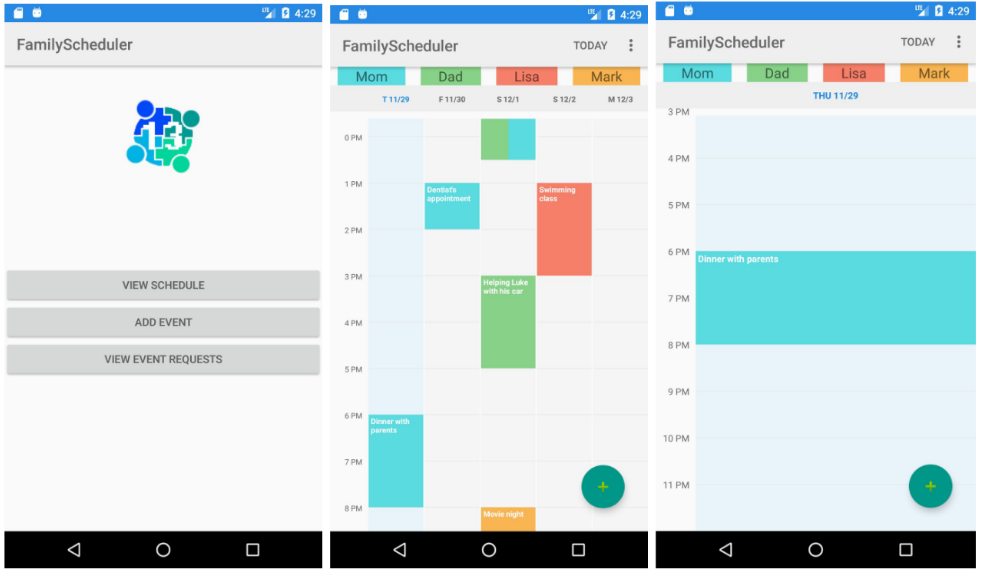 4:29
FamilyScheduler
VIEW SCHEDULE
ADD EVENT
VIEW EVENT REQUESTS
4:29
FamilyScheduler TODAY
Mom Dad Lisa Mark
T 11/29 F 11/30 S 12/1 S 12/2 M 12/3
0 PM
1 PM
Dentist's
appointment
Swimming
class
2 PM
3 PM
Helping Luke
with his car
4 PM
5 PM
6 PM
Dinner with
parents
7 PM
8 PM
Movie night
+
4:29
FamilyScheduler TODAY
Mom Dad Lisa Mark
THU 11/29
3 PM
4 PM
5 PM
6 PM
Dinner with parents
7 PM
8 PM
9 PM
10 PM
11 PM
+